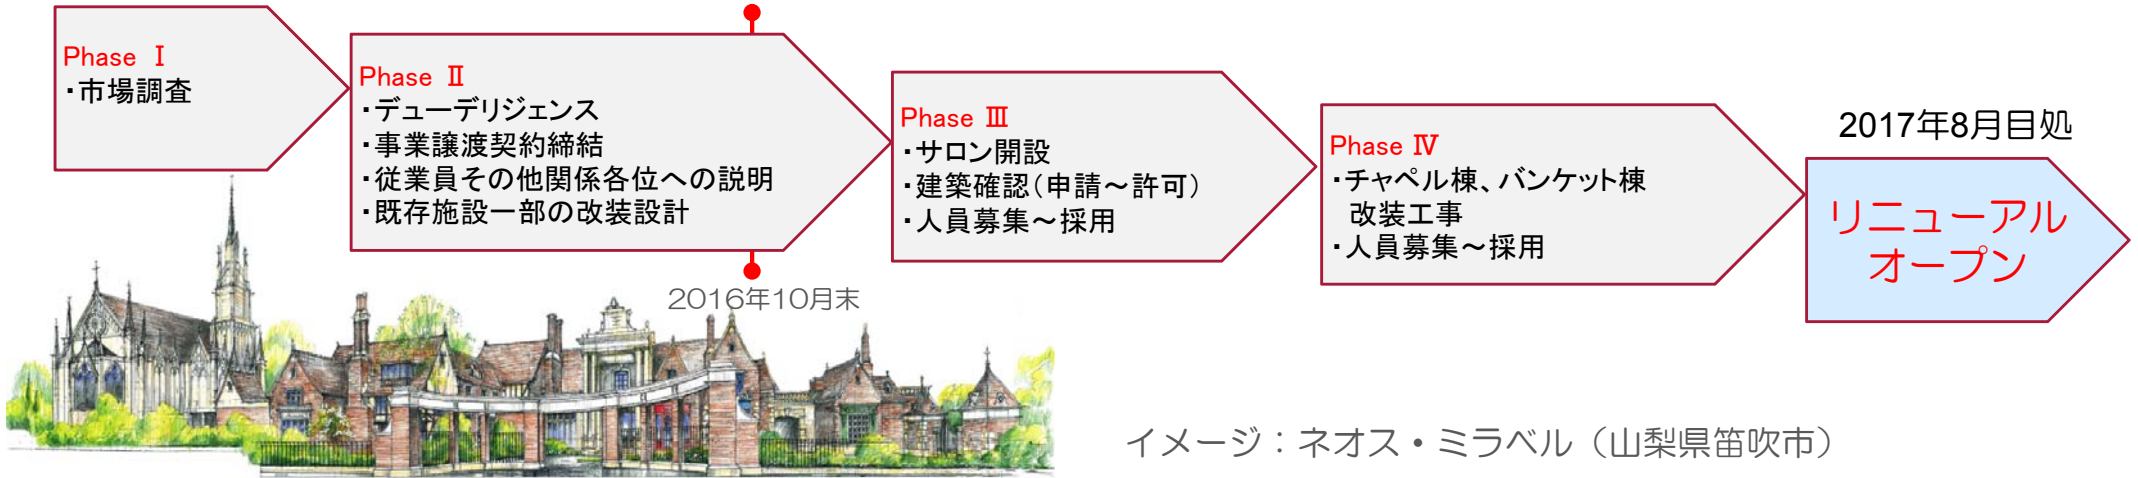 Phase Ⅰ
・市場調査
Phase Ⅱ
・デューデリジェンス
・事業譲渡契約締結
・従業員その他関係各位への説明
・既存施設一部の改装設計
2016年10月末
Phase Ⅲ
・サロン開設
・建築確認（申請～許可）
・人員募集～採用
Phase Ⅳ
・チャペル棟、バンケット棟
改装工事
・人員募集～採用
2017年8月目処
リニューアル
オープン
イメージ：ネオス・ミラベル（山梨県笛吹市）